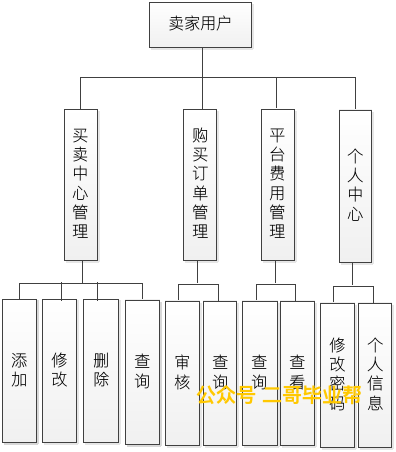 卖家用户
买卖中心管理
购买订单管理
平台费用管理
个人中心
添加
修改
删除
查询
审核
查询
查询
查看
修改密码
个人信息
公众号 二哥毕业帮